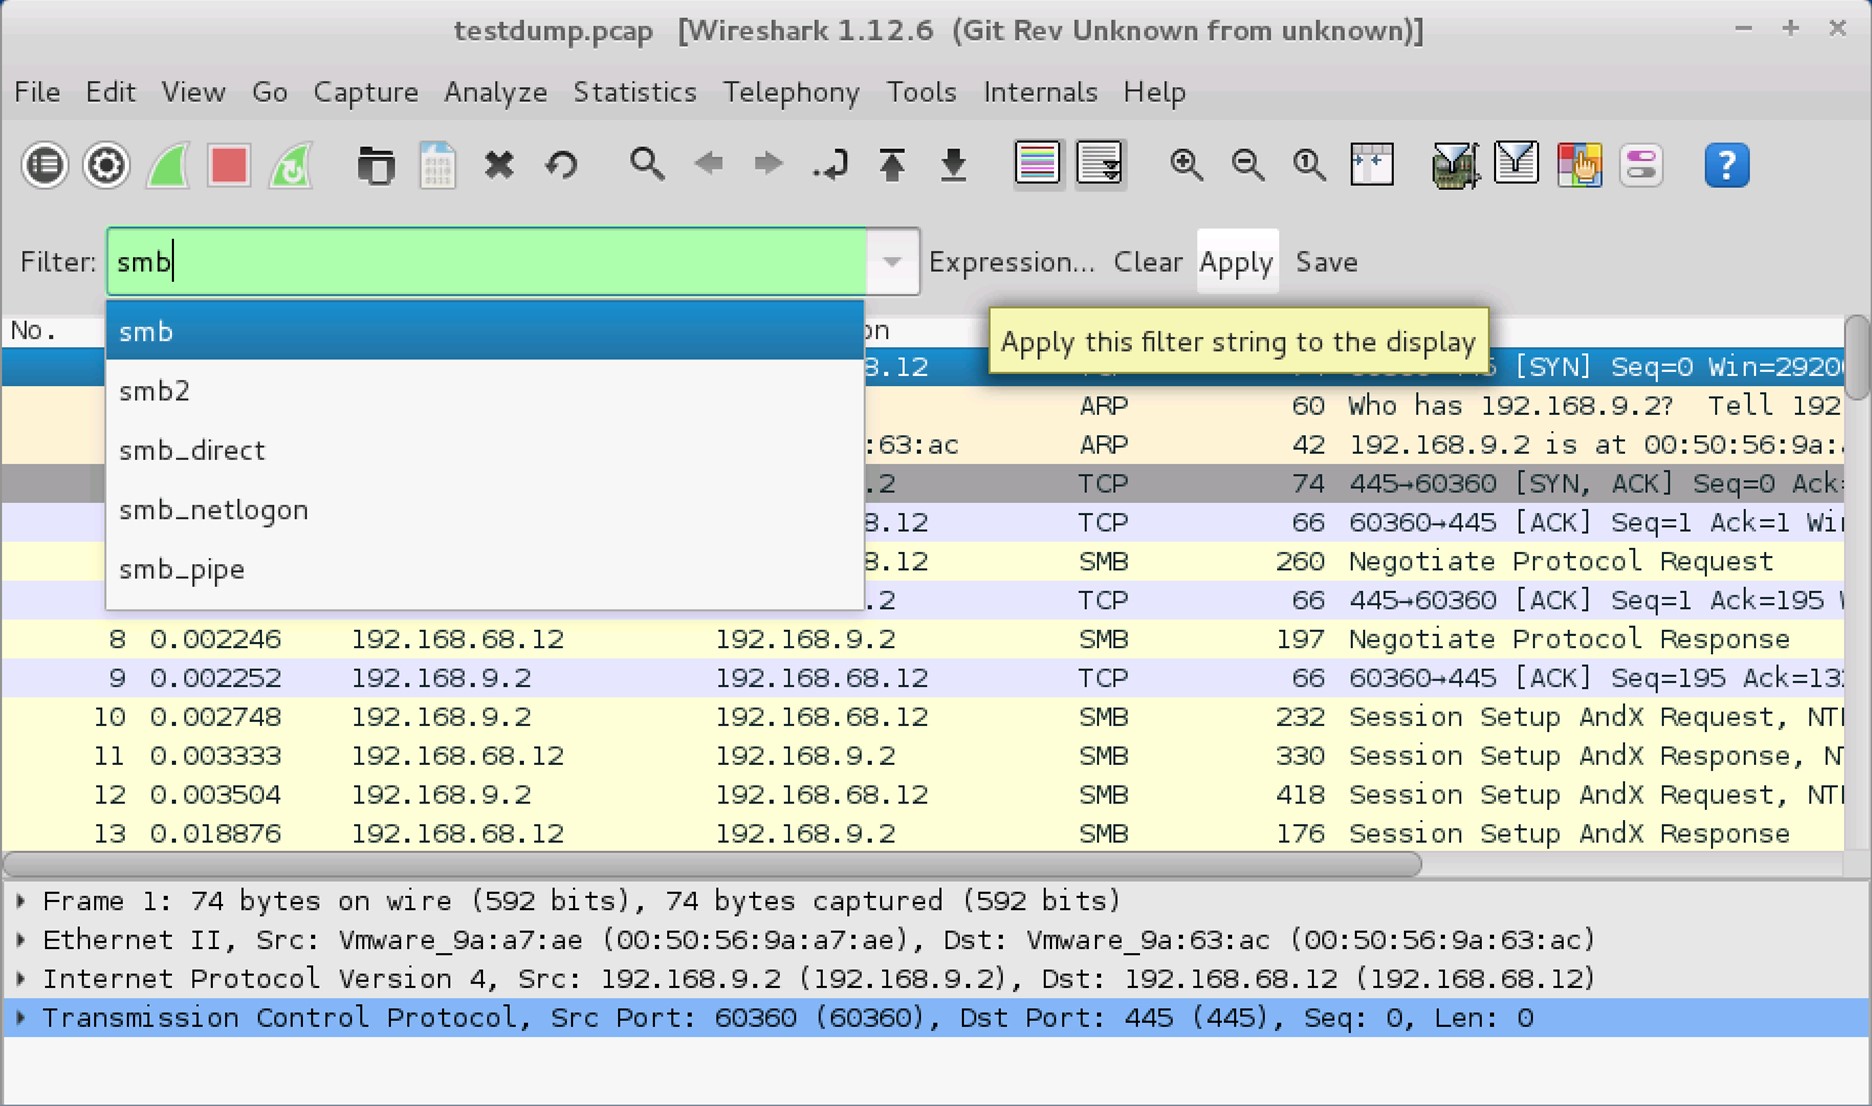 testdump.pcap [Wireshark 1.12.6 (Git Rev Unknown from unknown)]
File Edit View Go Capture Analyze Statistics Telephony Tools Internals Help
Filter: smb Expression... Clear Apply Save
smb
smb2
smb_direct
smb_netlogon
smb_pipe
Apply this filter string to the display
No.
8.12 [SYN] Seq=0 Win=2920
ARP 60 Who has 192.168.9.2? Tell 192
:63:ac ARP 42 192.168.9.2 is at 00:50:56:9a:
.2 TCP 74 445→60360 [SYN, ACK] Seq=0 Ack
8.12 TCP 66 60360→445 [ACK] Seq=1 Ack=1 Wi
8.12 SMB 260 Negotiate Protocol Request
.2 TCP 66 445→60360 [ACK] Seq=1 Ack=195
8 0.002246 192.168.68.12 192.168.9.2 SMB 197 Negotiate Protocol Response
9 0.002252 192.168.9.2 192.168.68.12 TCP 66 60360→445 [ACK] Seq=195 Ack=13
10 0.002748 192.168.9.2 192.168.68.12 SMB 232 Session Setup AndX Request, NT
11 0.003333 192.168.68.12 192.168.9.2 SMB 330 Session Setup AndX Response, N
12 0.003504 192.168.9.2 192.168.68.12 SMB 418 Session Setup AndX Request, NT
13 0.018876 192.168.68.12 192.168.9.2 SMB 176 Session Setup AndX Response
Frame 1: 74 bytes on wire (592 bits), 74 bytes captured (592 bits)
Ethernet II, Src: Vmware_9a:a7:ae (00:50:56:9a:a7:ae), Dst: Vmware_9a:63:ac (00:50:56:9a:63:ac)
Internet Protocol Version 4, Src: 192.168.9.2 (192.168.9.2), Dst: 192.168.68.12 (192.168.68.12)
Transmission Control Protocol, Src Port: 60360 (60360), Dst Port: 445 (445), Seq: 0, Len: 0